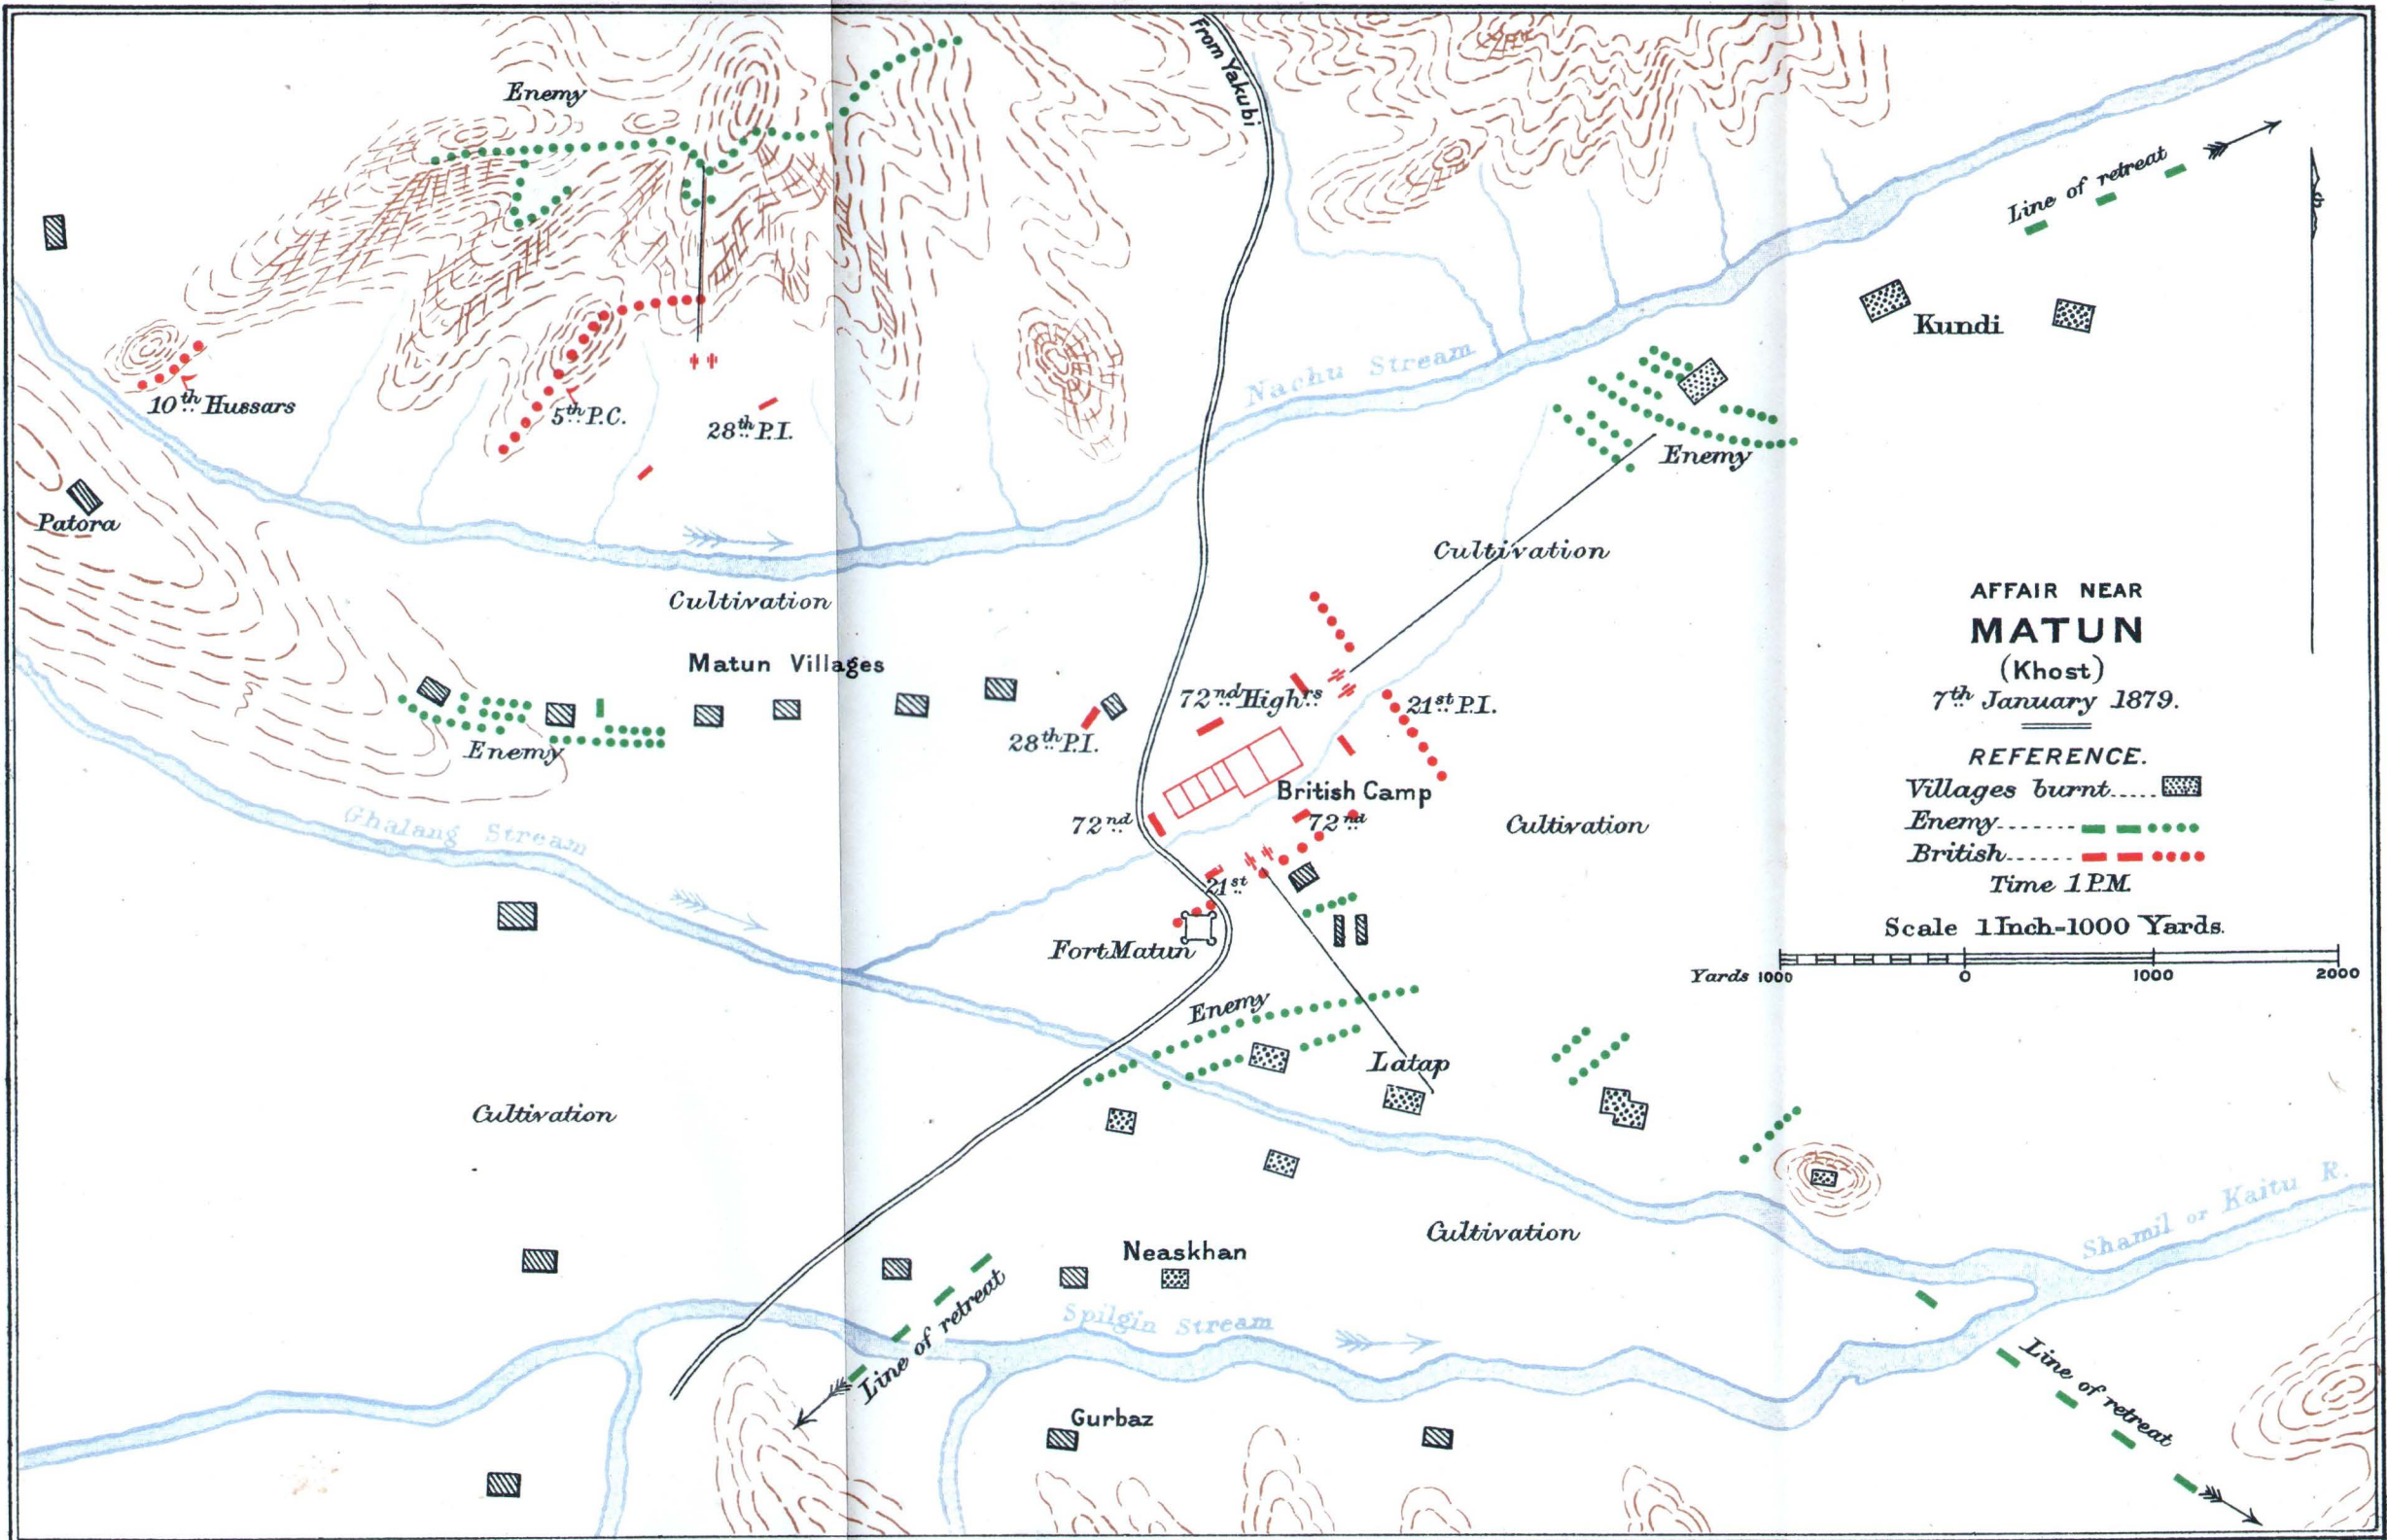 From Yakubi
Enemy
Line of retreat
Kundi
Nachu Stream
10th Hussars
5th P.C.
28th P.I.
Enemy
Patora
Cultivation
Cultivation
Matun Villages
72nd Highrs
21st P.I.
28th P.I.
Enemy
British Camp
72nd
72nd
Cultivation
Ghalang Stream
21st
Fort Matun
Enemy
Latap
Cultivation
Cultivation
Neaskhan
Spilgin Stream
Line of retreat
Gurbaz
Shamil or Kaitu R.
Line of retreat
AFFAIR NEAR
MATUN
(Khost)
7th January 1879.
REFERENCE.
Villages burnt.....
Enemy.......
British......
Time 1 P.M.
Scale 1 Inch=1000 Yards.
Yards 1000 0 1000 2000